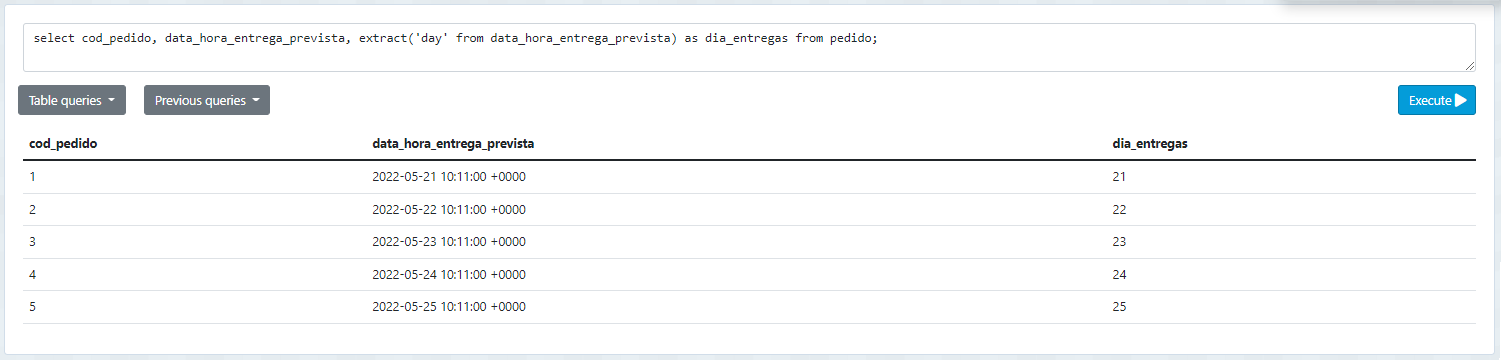 select cod_pedido, data_hora_entrega_prevista, extract('day' from data_hora_entrega_prevista) as dia_entregas from pedido;
Table queries Previous queries Execute
cod_pedido data_hora_entrega_prevista dia_entregas
1 2022-05-21 10:11:00 +0000 21
2 2022-05-22 10:11:00 +0000 22
3 2022-05-23 10:11:00 +0000 23
4 2022-05-24 10:11:00 +0000 24
5 2022-05-25 10:11:00 +0000 25